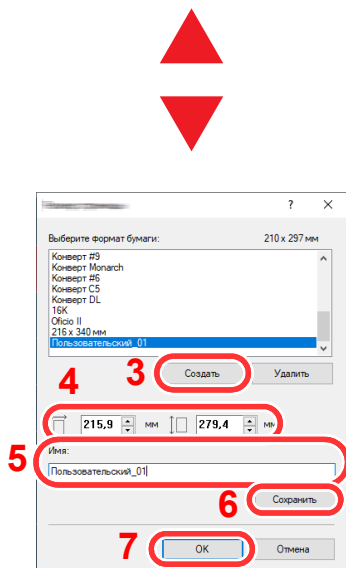 ? ×
Выберите формат бумаги: 210 x 297 мм
Конверт #9
Конверт Monarch
Конверт #6
Конверт C5
Конверт DL
16K
Oficio II
216 x 340 мм
Пользовательский_01
3 Создать Удалить
4
215,9 мм 279,4 мм
5 Имя:
Пользовательский_01
6 Сохранить
7 OK Отмена